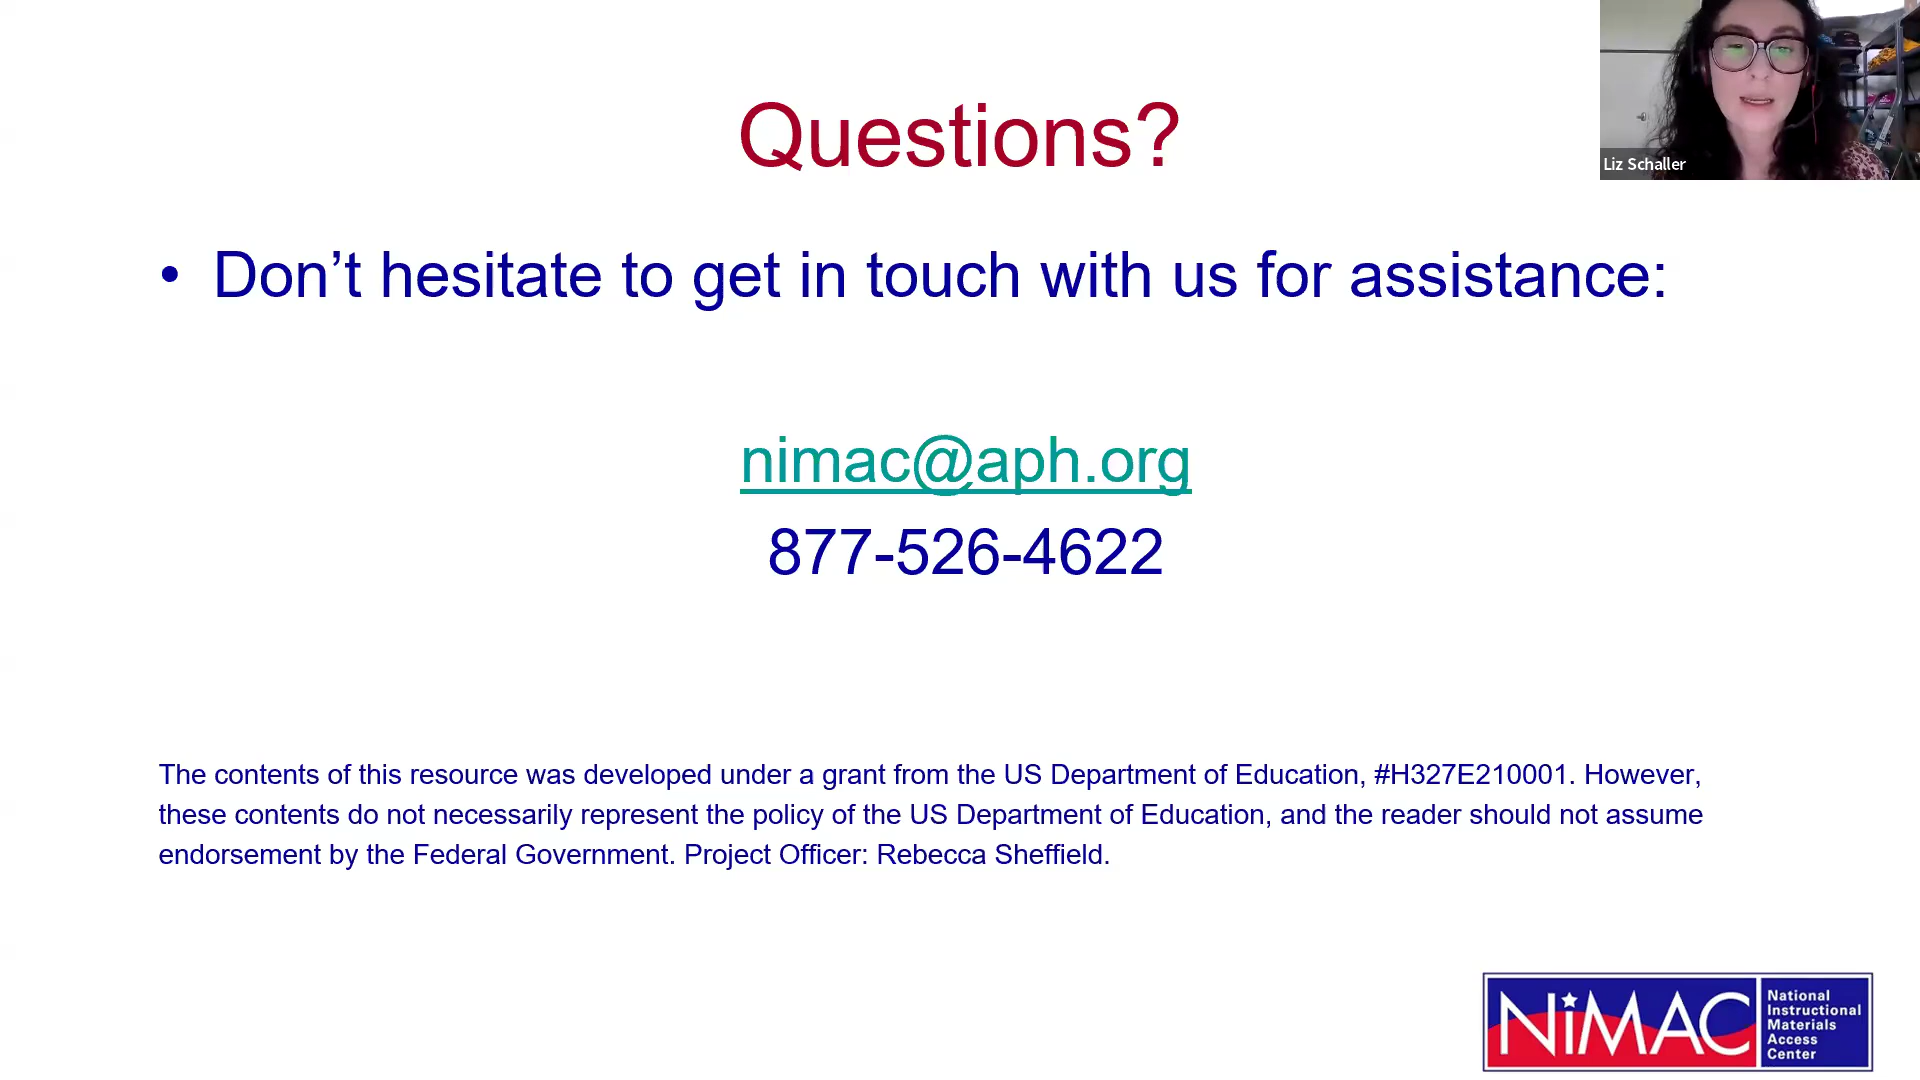 Questions?
Liz Schaller
• Don’t hesitate to get in touch with us for assistance:
nimac@aph.org
877-526-4622
The contents of this resource was developed under a grant from the US Department of Education, #H327E210001. However,
these contents do not necessarily represent the policy of the US Department of Education, and the reader should not assume
endorsement by the Federal Government. Project Officer: Rebecca Sheffield.
NiMAC
National
Instructional
Materials
Access
Center